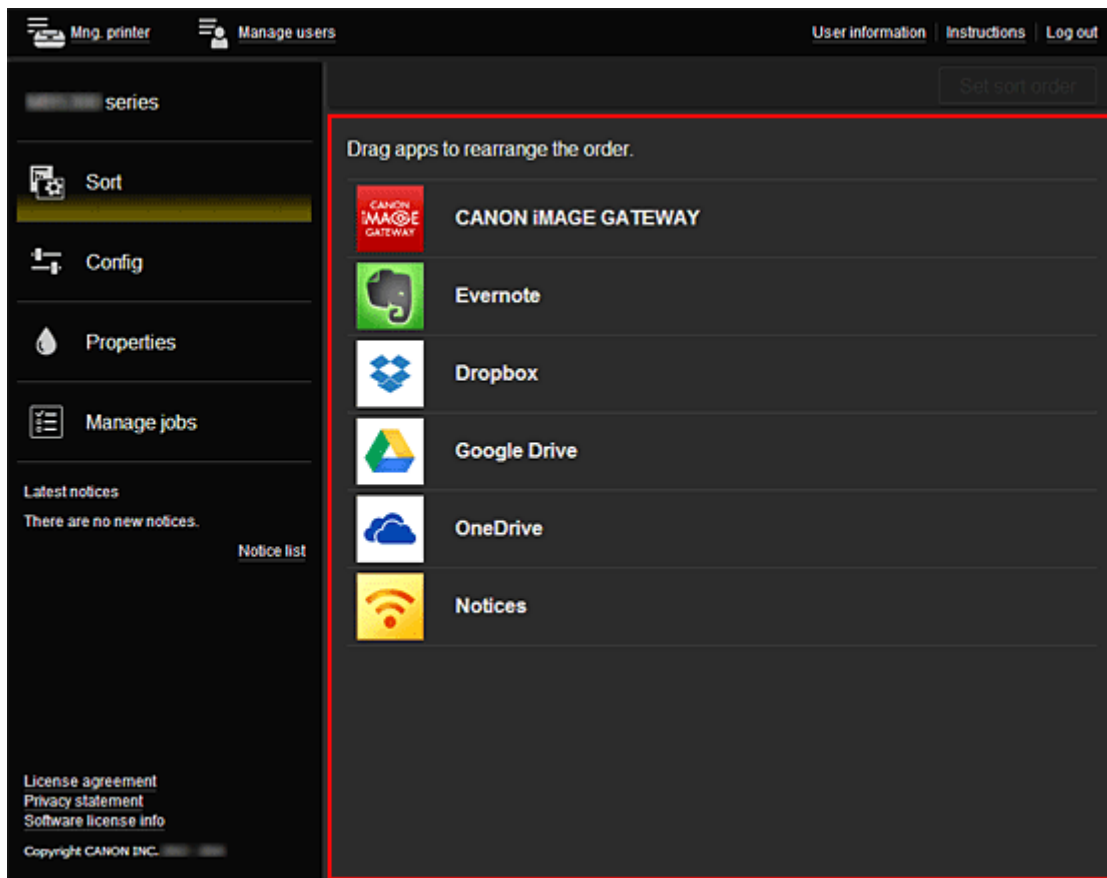 Mng. printer
Manage users
User information
Instructions
Log out
series
Set sort order
Sort
Config
Properties
Manage jobs
Latest notices
There are no new notices.
Notice list
License agreement
Privacy statement
Software license info
Copyright CANON INC.
Drag apps to rearrange the order.
CANON
iMAGE
GATEWAY
CANON iMAGE GATEWAY
Evernote
Dropbox
Google Drive
OneDrive
Notices